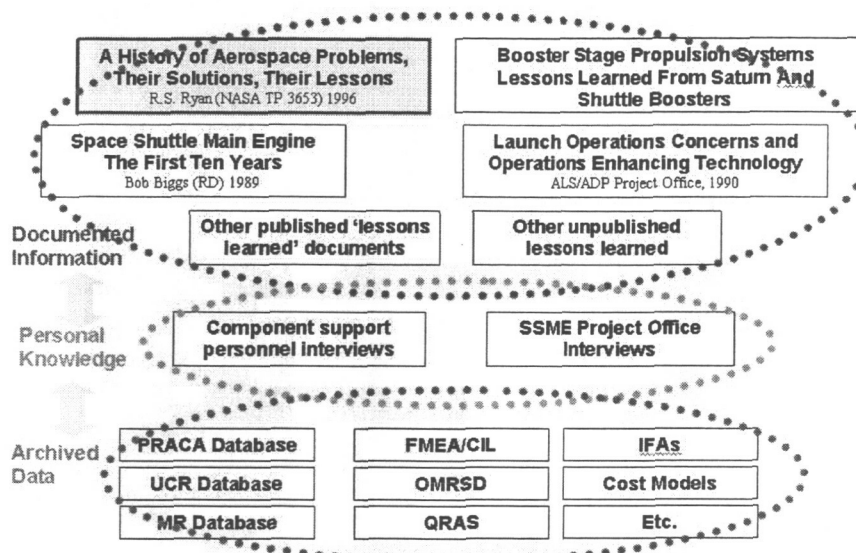 A History of Aerospace Problems,
Their Solutions, Their Lessons
R.S. Ryan (NASA TP 3653) 1996
Booster Stage Propulsion Systems
Lessons Learned From Saturn And
Shuttle Boosters
Space Shuttle Main Engine
The First Ten Years
Bob Biggs (RD) 1989
Launch Operations Concerns and
Operations Enhancing Technology
ALS/ADP Project Office, 1990
Documented
Information
Other published ‘lessons
learned’ documents
Other unpublished
lessons learned
Personal
Knowledge
Component support
personnel interviews
SSME Project Office
Interviews
Archived
Data
PRACA Database
FMEA/CIL
IFAs
UCR Database
OMRSD
Cost Models
MR Database
QRAS
Etc.